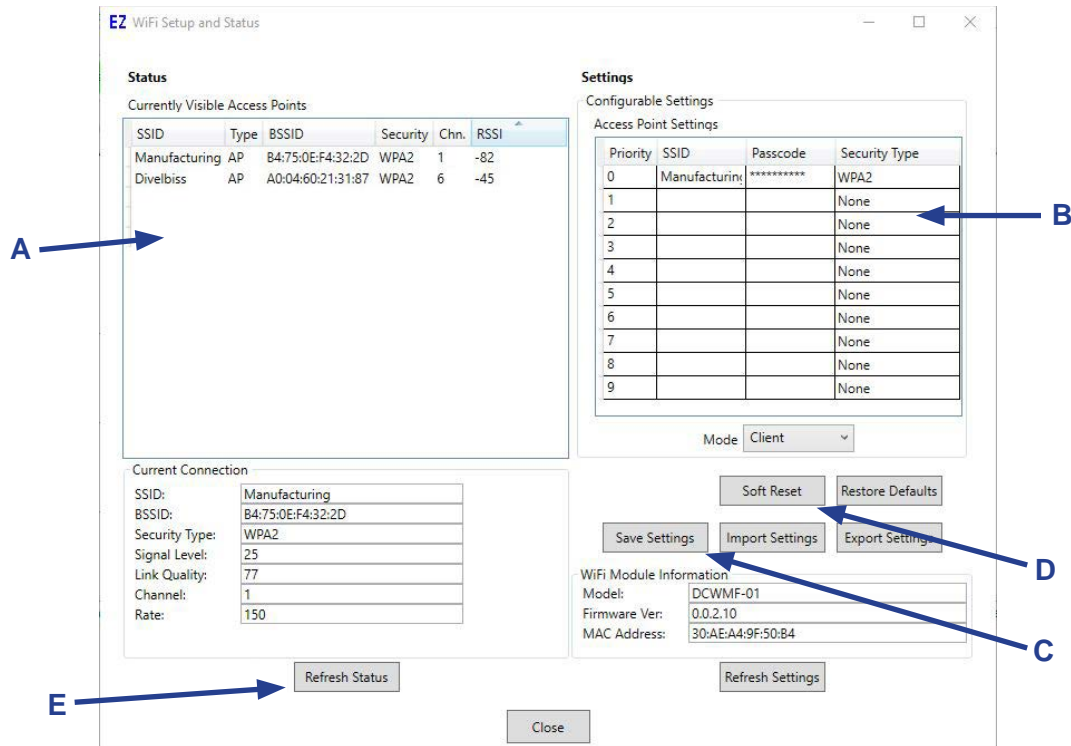 EZ WiFi Setup and Status
Status
Currently Visible Access Points
SSID Type BSSID Security Chn. RSSI
Manufacturing AP B4:75:0E:F4:32:2D WPA2 1 -82
Divelbiss AP A0:04:60:21:31:87 WPA2 6 -45
A
Settings
Configurable Settings
Access Point Settings
Priority SSID Passcode Security Type
0 Manufacturing ********** WPA2
1 None
2 None
3 None
4 None
5 None
6 None
7 None
8 None
9 None
B
Mode Client
Current Connection
SSID: Manufacturing
BSSID: B4:75:0E:F4:32:2D
Security Type: WPA2
Signal Level: 25
Link Quality: 77
Channel: 1
Rate: 150
Soft Reset Restore Defaults
Save Settings Import Settings Export Settings
D
WiFi Module Information
Model: DCWMF-01
Firmware Ver: 0.0.2.10
MAC Address: 30:AE:A4:9F:50:B4
C
E
Refresh Status Refresh Settings
Close